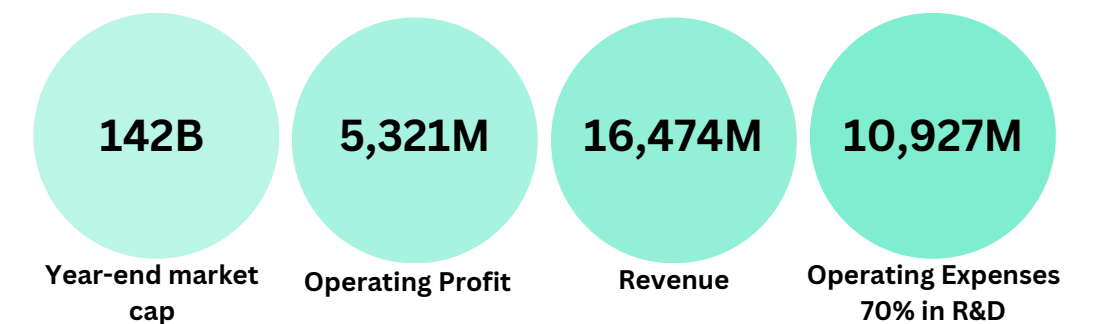 142B
5,321M
16,474M
10,927M
Year-end market
cap
Operating Profit
Revenue
Operating Expenses
70% in R&D